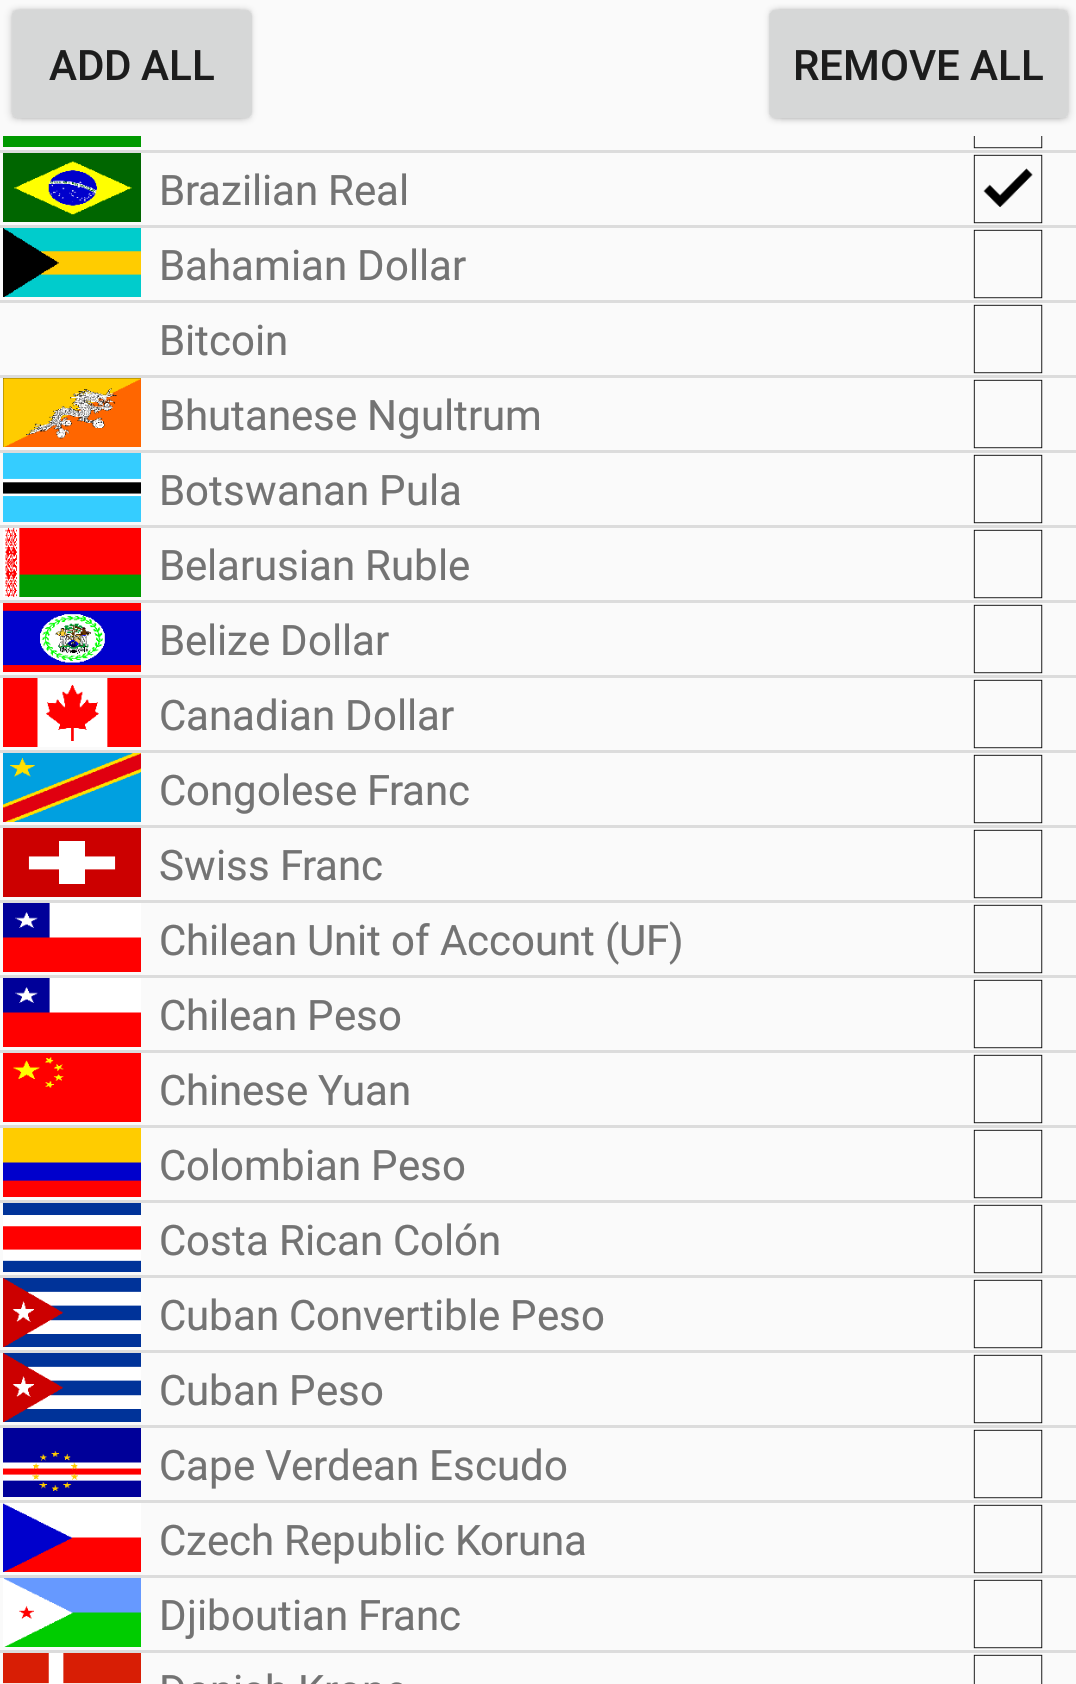 ADD ALL
REMOVE ALL
Brazilian Real
Bahamian Dollar
Bitcoin
Bhutanese Ngultrum
Botswanan Pula
Belarusian Ruble
Belize Dollar
Canadian Dollar
Congolese Franc
Swiss Franc
Chilean Unit of Account (UF)
Chilean Peso
Chinese Yuan
Colombian Peso
Costa Rican Colón
Cuban Convertible Peso
Cuban Peso
Cape Verdean Escudo
Czech Republic Koruna
Djiboutian Franc